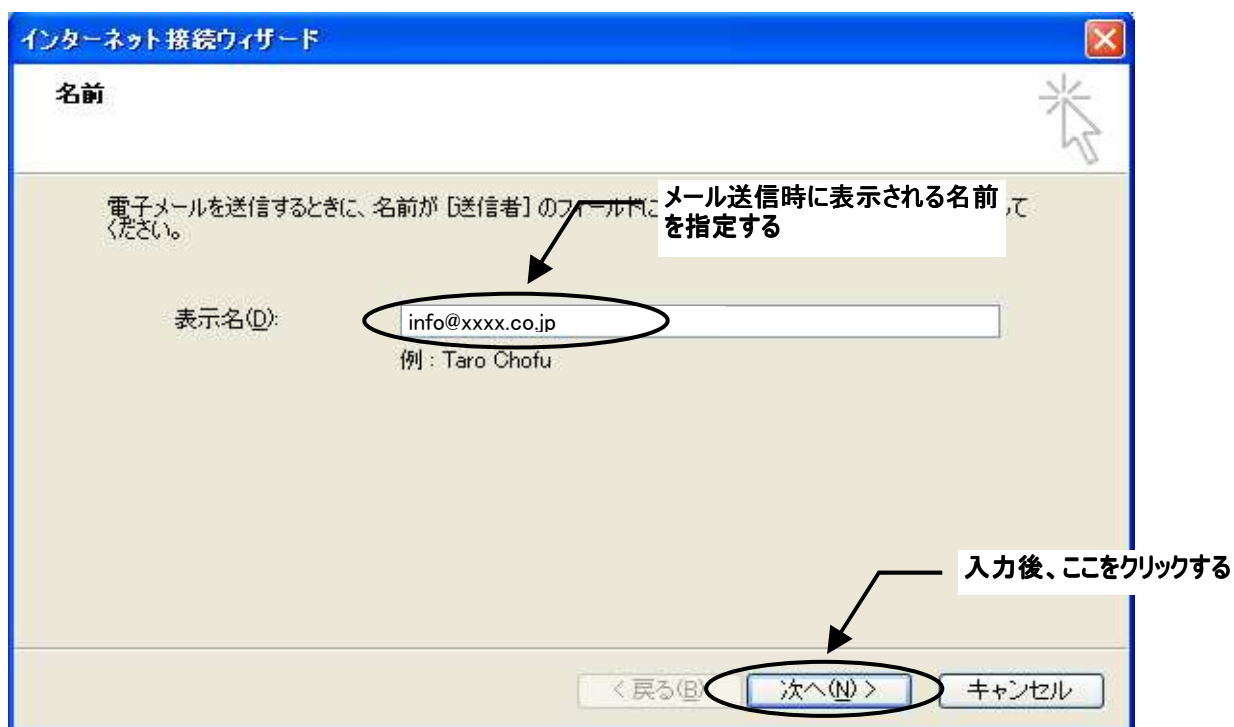 インターネット接続ウィザード
名前
電子メールを送信するときに、名前が [送信者] のフィールドに
て
ください。
メール送信時に表示される名前
を指定する
表示名(D):
info@xxxx.co.jp
例 : Taro Chofu
入力後、ここをクリックする
< 戻る(B)
次へ(N) >
キャンセル